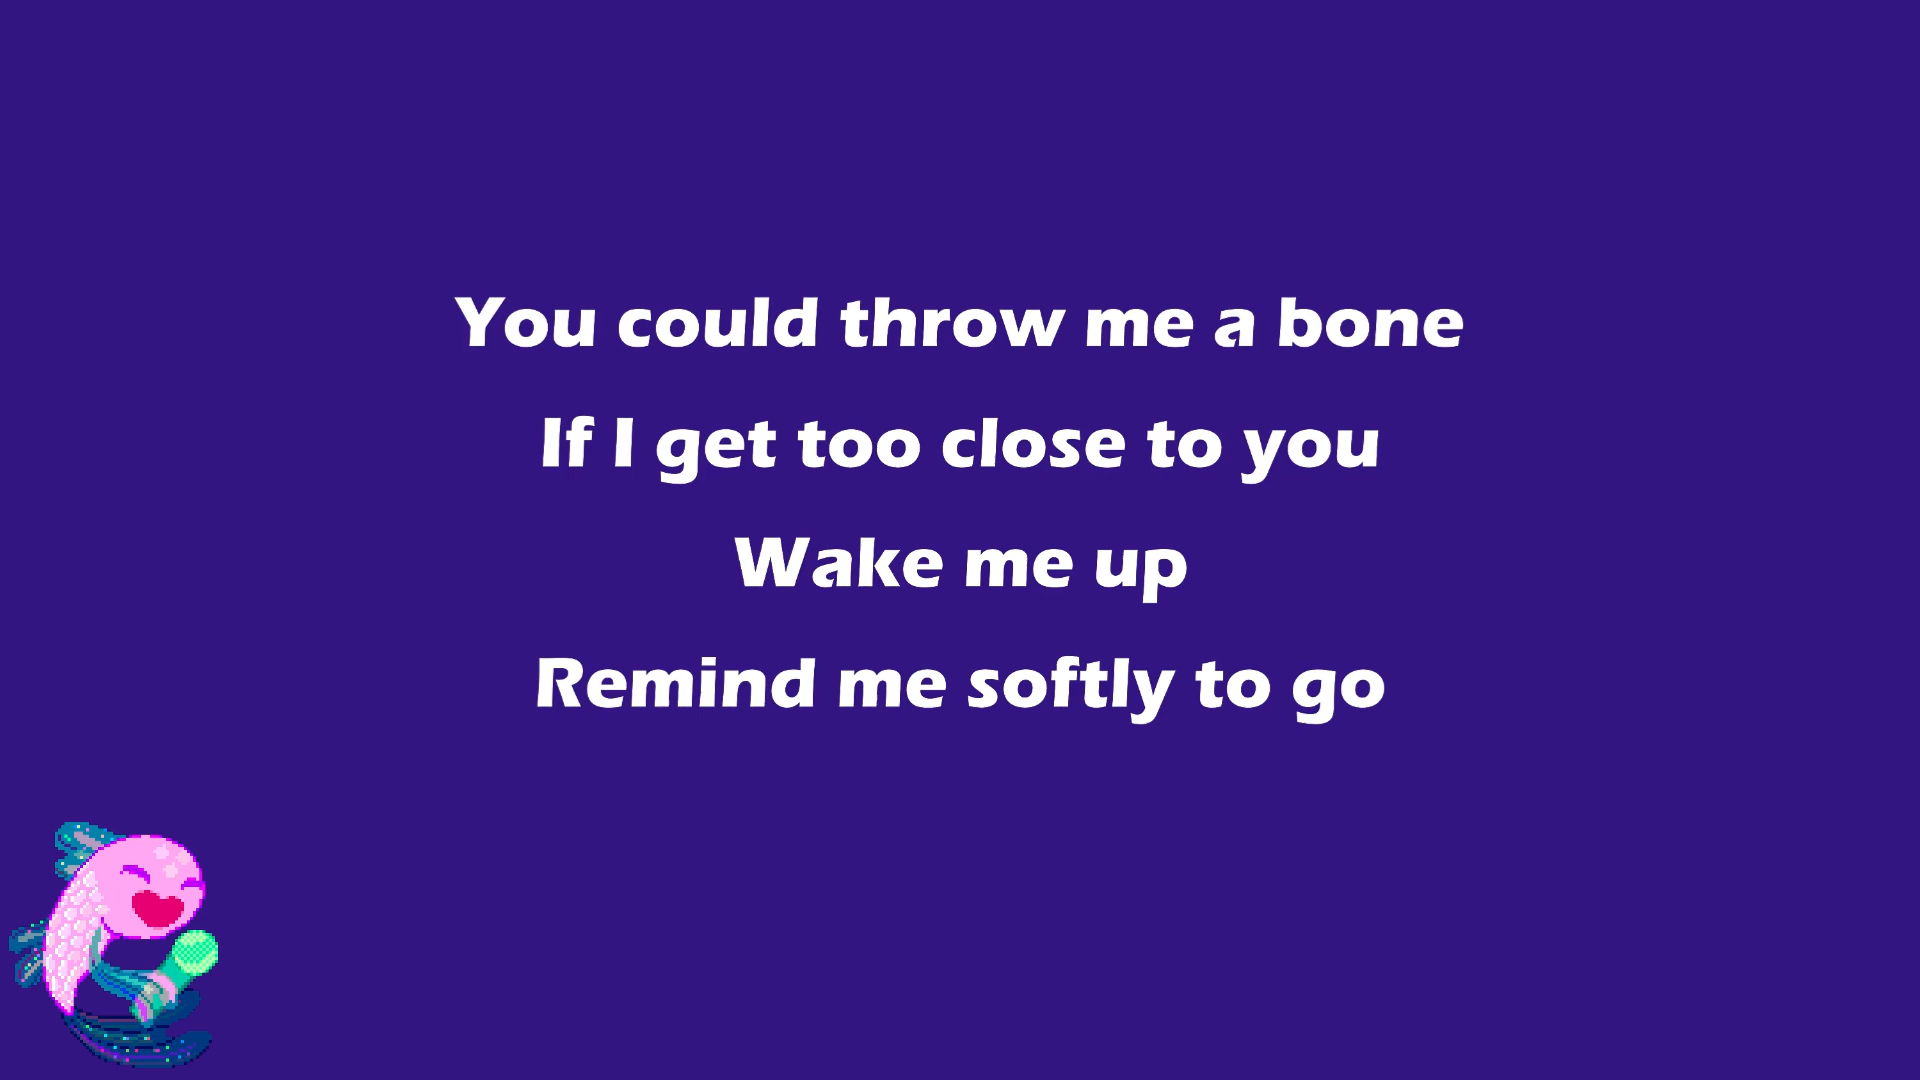 You could throw me a bone
If I get too close to you
Wake me up
Remind me softly to go